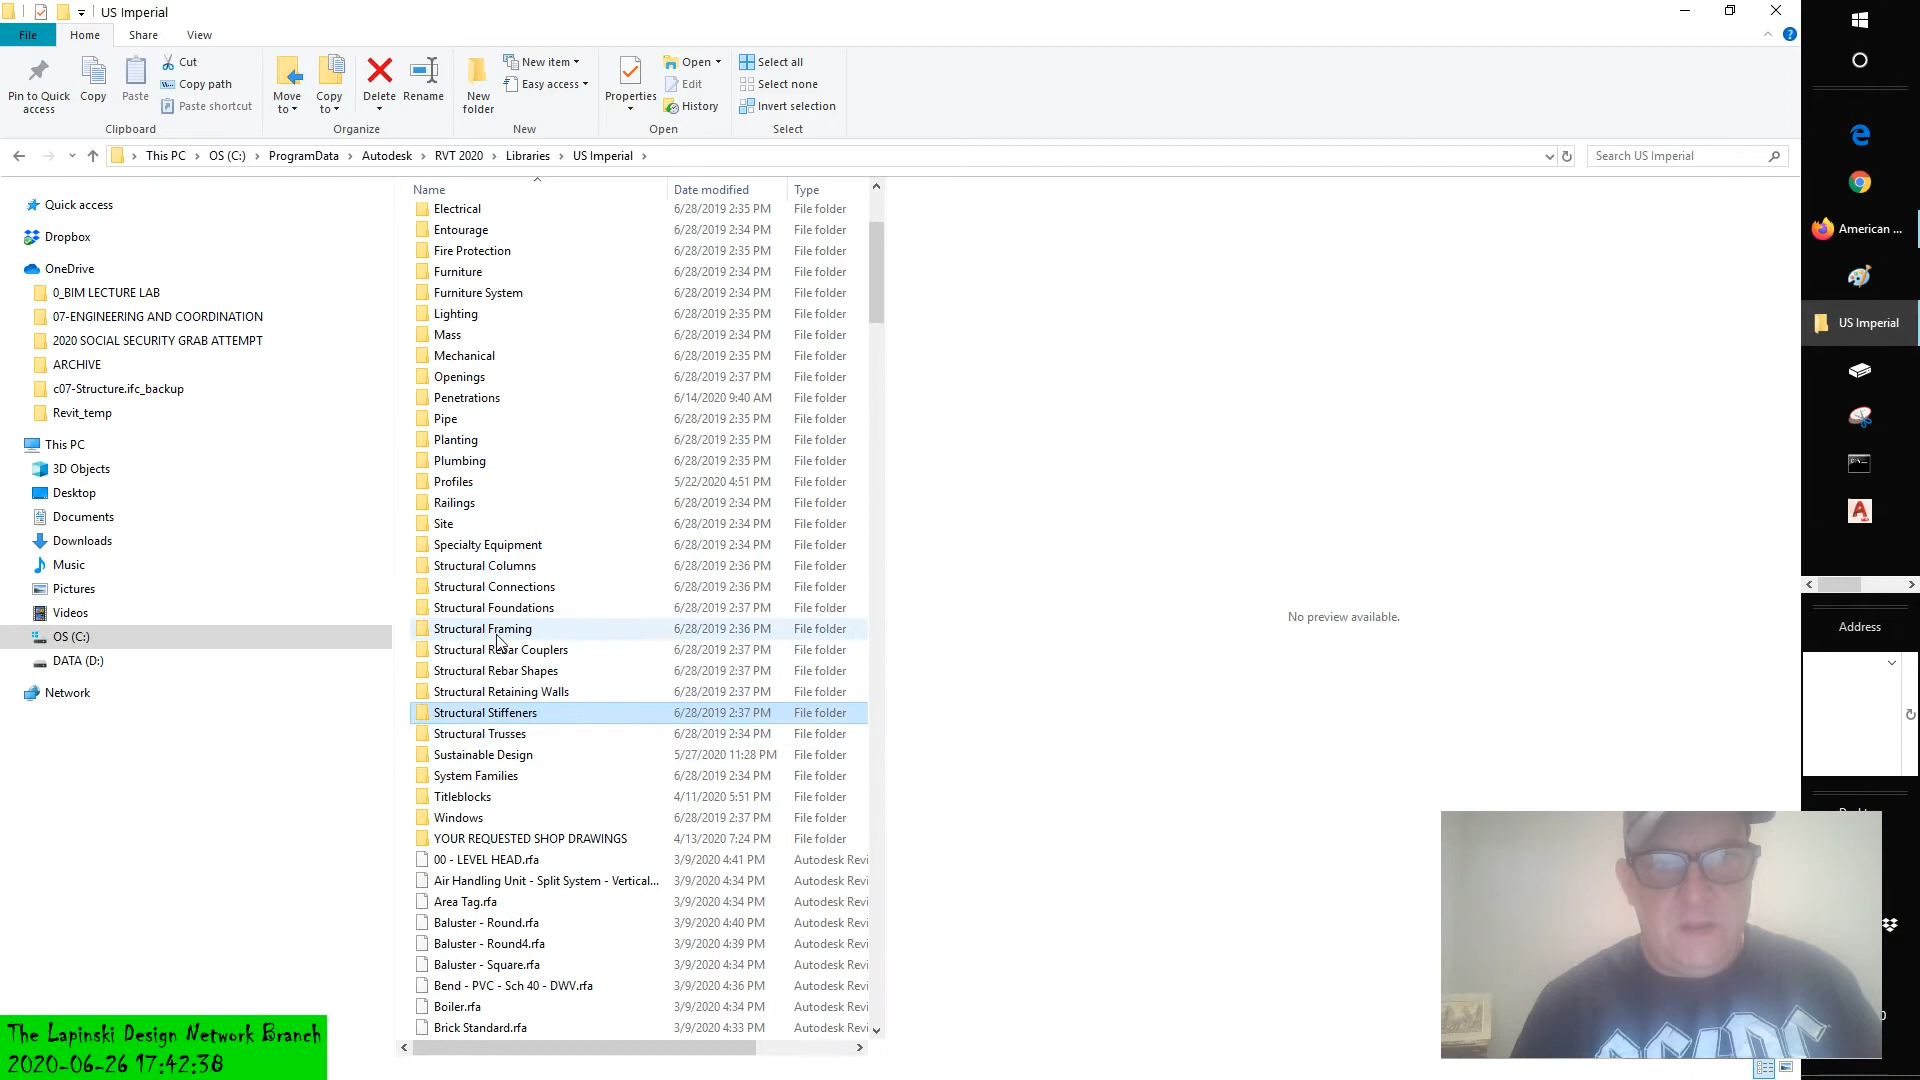 US Imperial
File Home Share View
Pin to Quick access
Copy
Paste
Cut
Copy path
Paste shortcut
Clipboard
Move to
Copy to
Delete
Rename
Organize
New folder
New item
Easy access
New
Properties
Open
Edit
History
Open
Select all
Select none
Invert selection
Select
This PC > OS (C:) > ProgramData > Autodesk > RVT 2020 > Libraries > US Imperial >
Search US Imperial
Quick access
Dropbox
OneDrive
0_BIM LECTURE LAB
07-ENGINEERING AND COORDINATION
2020 SOCIAL SECURITY GRAB ATTEMPT
ARCHIVE
c07-Structure.ifc_backup
Revit_temp
This PC
3D Objects
Desktop
Documents
Downloads
Music
Pictures
Videos
OS (C:)
DATA (D:)
Network
Name Date modified Type
Electrical 6/28/2019 2:35 PM File folder
Entourage 6/28/2019 2:34 PM File folder
Fire Protection 6/28/2019 2:35 PM File folder
Furniture 6/28/2019 2:34 PM File folder
Furniture System 6/28/2019 2:34 PM File folder
Lighting 6/28/2019 2:35 PM File folder
Mass 6/28/2019 2:34 PM File folder
Mechanical 6/28/2019 2:35 PM File folder
Openings 6/28/2019 2:37 PM File folder
Penetrations 6/14/2020 9:40 AM File folder
Pipe 6/28/2019 2:35 PM File folder
Planting 6/28/2019 2:35 PM File folder
Plumbing 6/28/2019 2:35 PM File folder
Profiles 5/22/2020 4:51 PM File folder
Railings 6/28/2019 2:34 PM File folder
Site 6/28/2019 2:34 PM File folder
Specialty Equipment 6/28/2019 2:34 PM File folder
Structural Columns 6/28/2019 2:36 PM File folder
Structural Connections 6/28/2019 2:36 PM File folder
Structural Foundations 6/28/2019 2:37 PM File folder
Structural Framing 6/28/2019 2:36 PM File folder
Structural Rebar Couplers 6/28/2019 2:37 PM File folder
Structural Rebar Shapes 6/28/2019 2:37 PM File folder
Structural Retaining Walls 6/28/2019 2:37 PM File folder
Structural Stiffeners 6/28/2019 2:37 PM File folder
Structural Trusses 6/28/2019 2:34 PM File folder
Sustainable Design 5/27/2020 11:28 PM File folder
System Families 6/28/2019 2:34 PM File folder
Titleblocks 4/11/2020 5:51 PM File folder
Windows 6/28/2019 2:37 PM File folder
YOUR REQUESTED SHOP DRAWINGS 4/13/2020 7:24 PM File folder
00 - LEVEL HEAD.rfa 3/9/2020 4:41 PM Autodesk Revi
Air Handling Unit - Split System - Vertical... 3/9/2020 4:34 PM Autodesk Revi
Area Tag.rfa 3/9/2020 4:34 PM Autodesk Revi
Baluster - Round.rfa 3/9/2020 4:40 PM Autodesk Revi
Baluster - Round4.rfa 3/9/2020 4:39 PM Autodesk Revi
Baluster - Square.rfa 3/9/2020 4:34 PM Autodesk Revi
Bend - PVC - Sch 40 - DWV.rfa 3/9/2020 4:36 PM Autodesk Revi
Boiler.rfa 3/9/2020 4:34 PM Autodesk Revi
Brick Standard.rfa 3/9/2020 4:33 PM Autodesk Revi
No preview available.
American ...
US Imperial
Address
The Lapinski Design Network Branch
2020-06-26 17:42:38